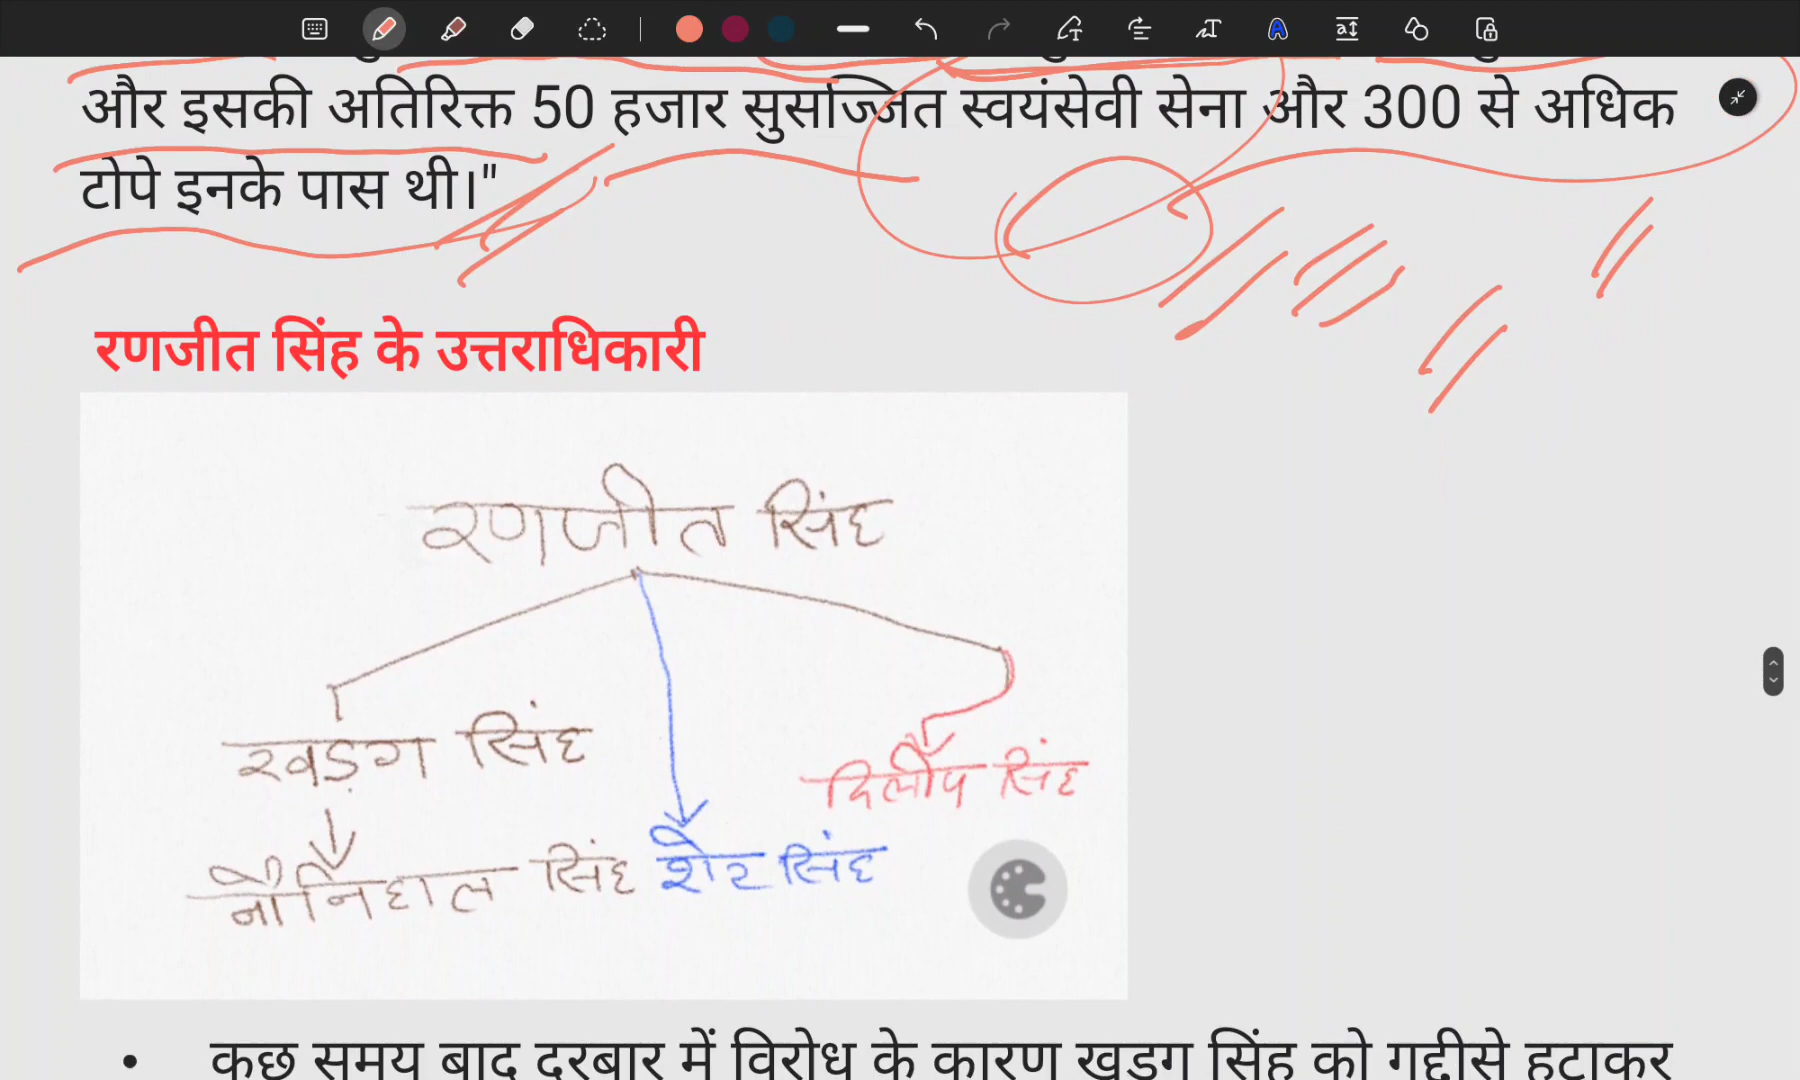 और इसकी अतिरिक्त 50 हजार सुसज्जित स्वयंसेवी सेना और 300 से अधिक
टोपे इनके पास थी।"
रणजीत सिंह के उत्तराधिकारी
रणजीत सिंह
खड़ग सिंह
दिलीप सिंह
नौनिहाल सिंह
शेर सिंह
• कुछ समय बाद दरबार में विरोध के कारण खड़ग सिंह को गद्दीसे हटाकर